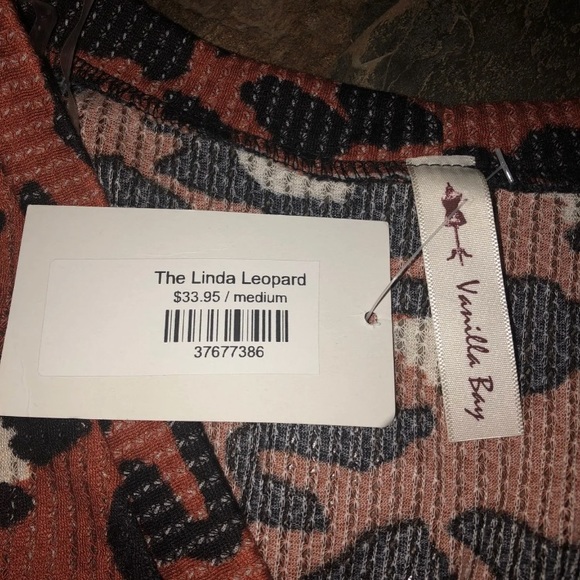 The Linda Leopard
$33.95 / medium
37677386
Vanilla Bay